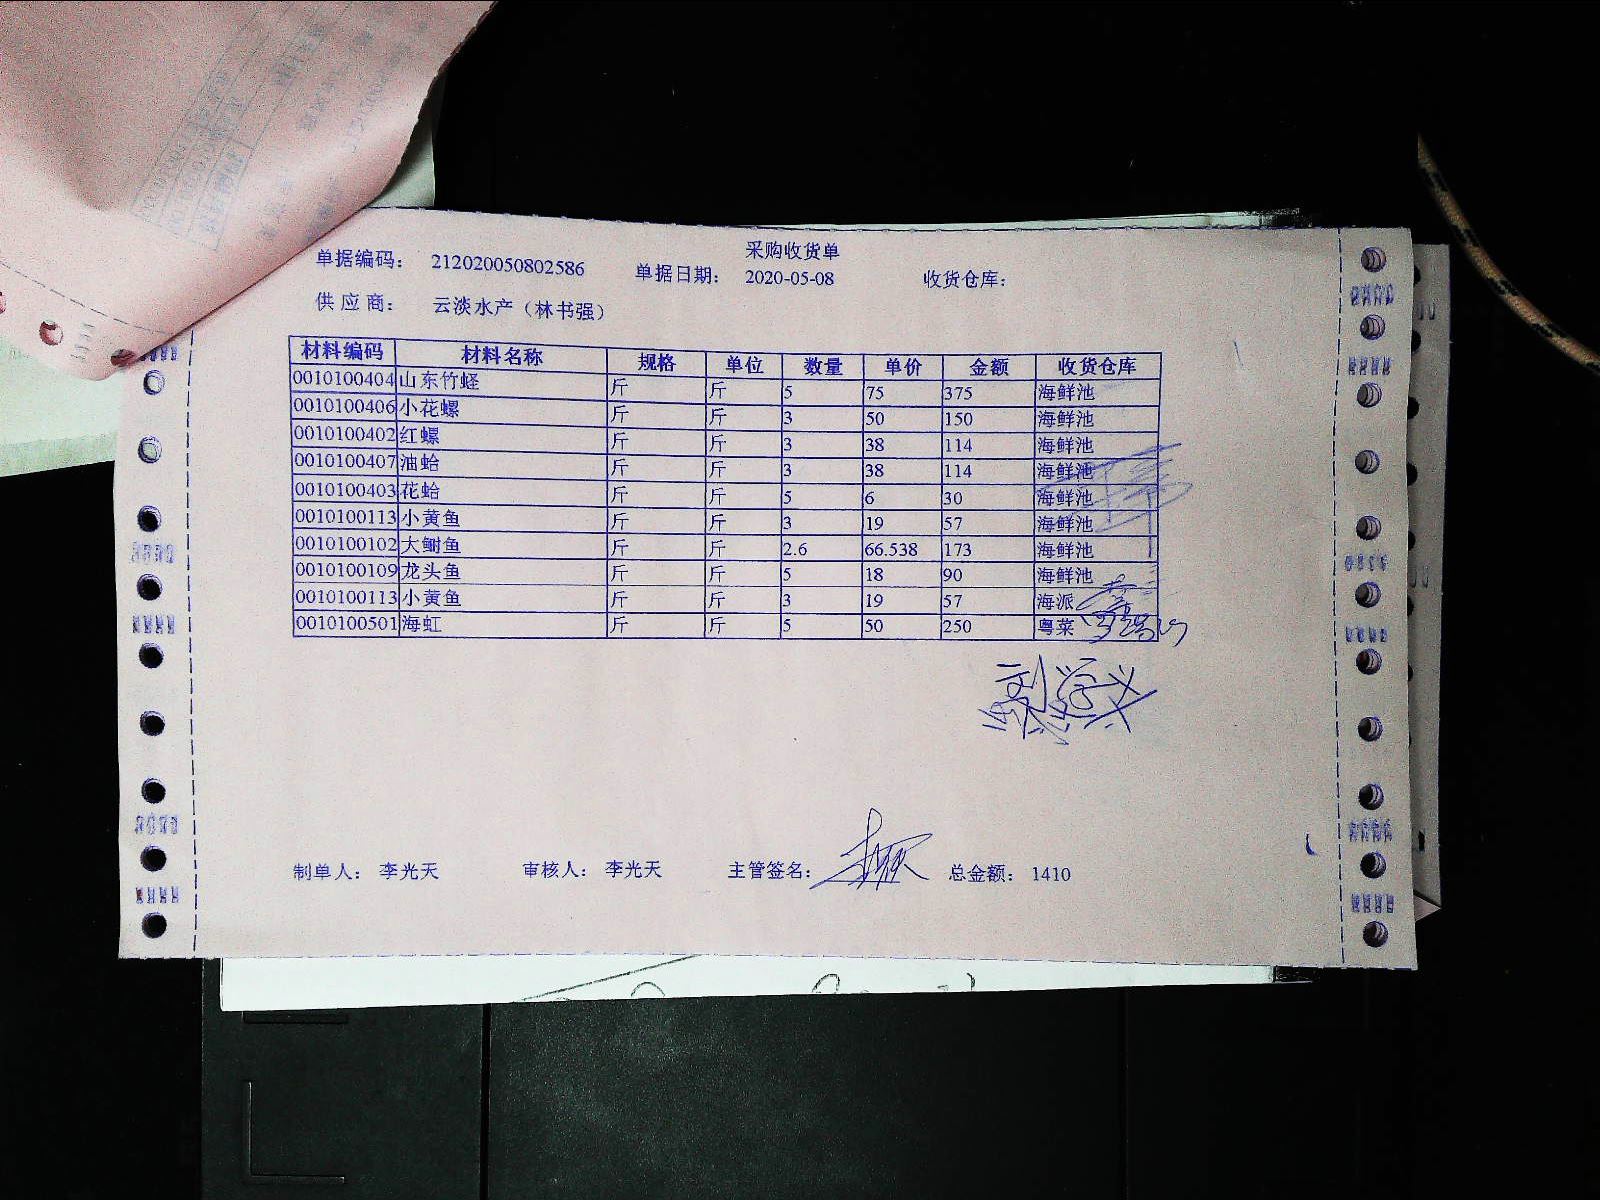 采购收货单
单据编码： 212020050802586 单据日期： 2020-05-08 收货仓库：
供应商： 云淡水产（林书强）
材料编码 材料名称 规格 单位 数量 单价 金额 收货仓库
0010100404 山东竹蛏 斤 斤 5 75 375 海鲜池
0010100406 小花螺 斤 斤 3 50 150 海鲜池
0010100402 红螺 斤 斤 3 38 114 海鲜池
0010100407 油蛤 斤 斤 3 38 114 海鲜池
0010100403 花蛤 斤 斤 5 6 30 海鲜池
0010100113 小黄鱼 斤 斤 3 19 57 海鲜池
0010100102 大鲥鱼 斤 斤 2.6 66.538 173 海鲜池
0010100109 龙头鱼 斤 斤 5 18 90 海鲜池
0010100113 小黄鱼 斤 斤 3 19 57 海派
0010100501 海虹 斤 斤 5 50 250 粤菜
制单人： 李光天 审核人： 李光天 主管签名： 总金额： 1410